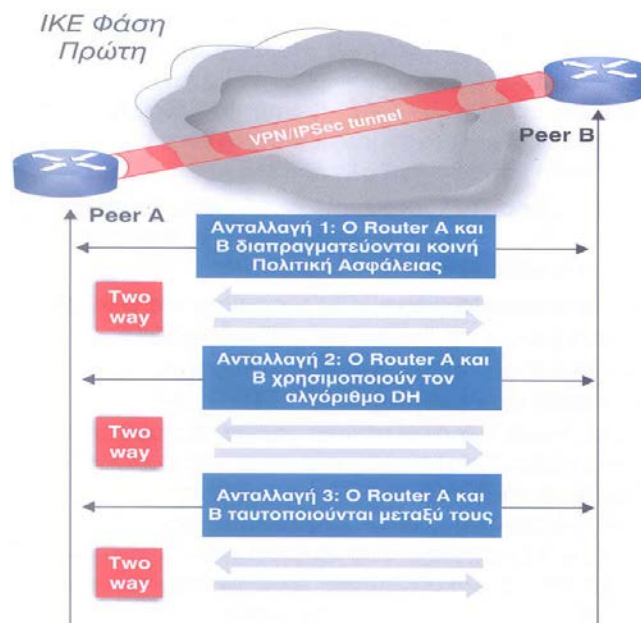 ΙΚΕ Φάση
Πρώτη
VPN/IPSec tunnel
Peer B
Peer A
Ανταλλαγή 1: Ο Router A και
Β διαπραγματεύονται κοινή
Πολιτική Ασφάλειας
Two
way
Ανταλλαγή 2: Ο Router A και
Β χρησιμοποιούν τον
αλγόριθμο DH
Two
way
Ανταλλαγή 3: Ο Router A και
Β ταυτοποιούνται μεταξύ τους
Two
way